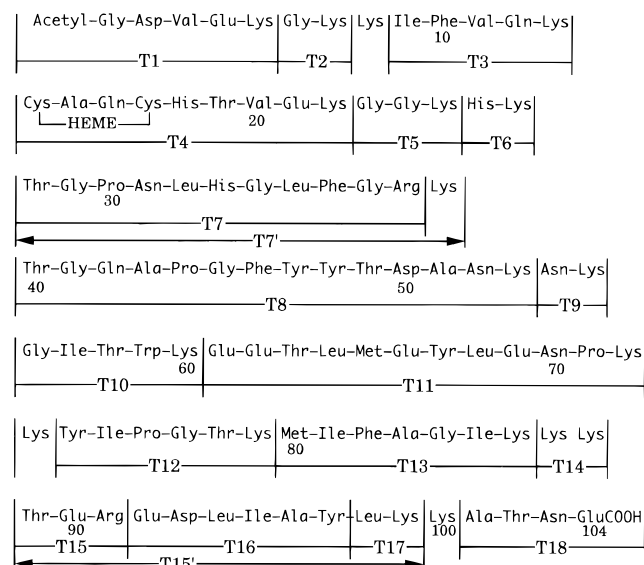 Acetyl-Gly-Asp-Val-Glu-Lys Gly-Lys Lys Ile-Phe-Val-Gln-Lys
10
T1 T2 T3
Cys-Ala-Gln-Cys-His-Thr-Val-Glu-Lys Gly-Gly-Lys His-Lys
HEME 20
T4 T5 T6
Thr-Gly-Pro-Asn-Leu-His-Gly-Leu-Phe-Gly-Arg Lys
30
T7
T7'
Thr-Gly-Gln-Ala-Pro-Gly-Phe-Tyr-Tyr-Thr-Asp-Ala-Asn-Lys Asn-Lys
40 50
T8 T9
Gly-Ile-Thr-Trp-Lys Glu-Glu-Thr-Leu-Met-Glu-Tyr-Leu-Glu-Asn-Pro-Lys
60 70
T10 T11
Lys Tyr-Ile-Pro-Gly-Thr-Lys Met-Ile-Phe-Ala-Gly-Ile-Lys Lys Lys
80
T12 T13 T14
Thr-Glu-Arg Glu-Asp-Leu-Ile-Ala-Tyr-Leu-Lys Lys Ala-Thr-Asn-GluCOOH
90 100 104
T15 T16 T17 T18
T15'